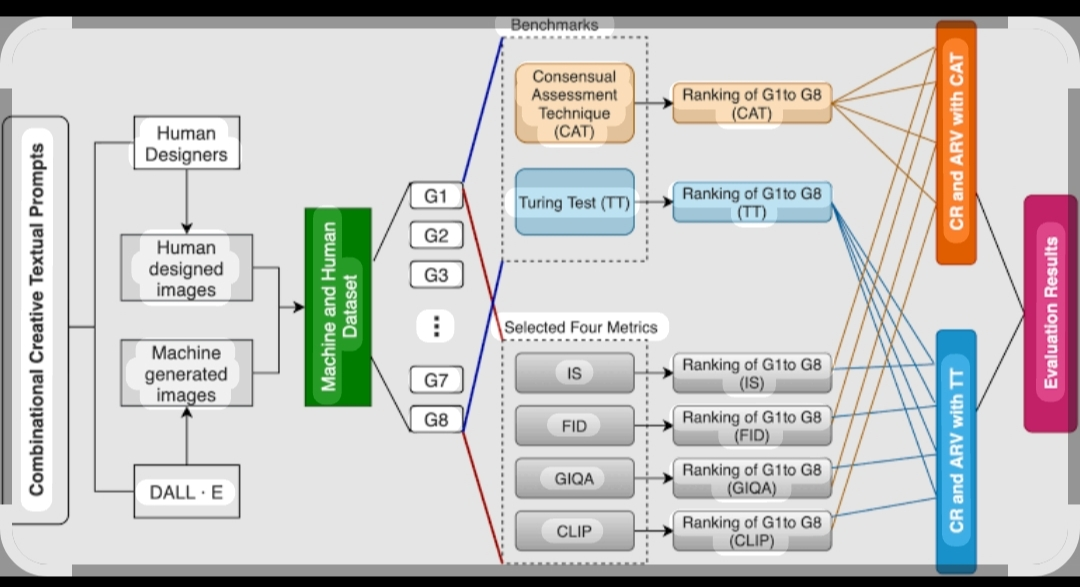 Combinational Creative Textual Prompts
Human
Designers
Human
designed
images
Machine
generated
images
DALL · E
Machine and Human
Dataset
G1
G2
G3
⋮
G7
G8
Benchmarks
Consensual
Assessment
Technique
(CAT)
Ranking of G1to G8
(CAT)
Turing Test (TT)
Ranking of G1to G8
(TT)
Selected Four Metrics
IS
Ranking of G1to G8
(IS)
FID
Ranking of G1to G8
(FID)
GIQA
Ranking of G1to G8
(GIQA)
CLIP
Ranking of G1to G8
(CLIP)
CR and ARV with CAT
CR and ARV with TT
Evaluation Results